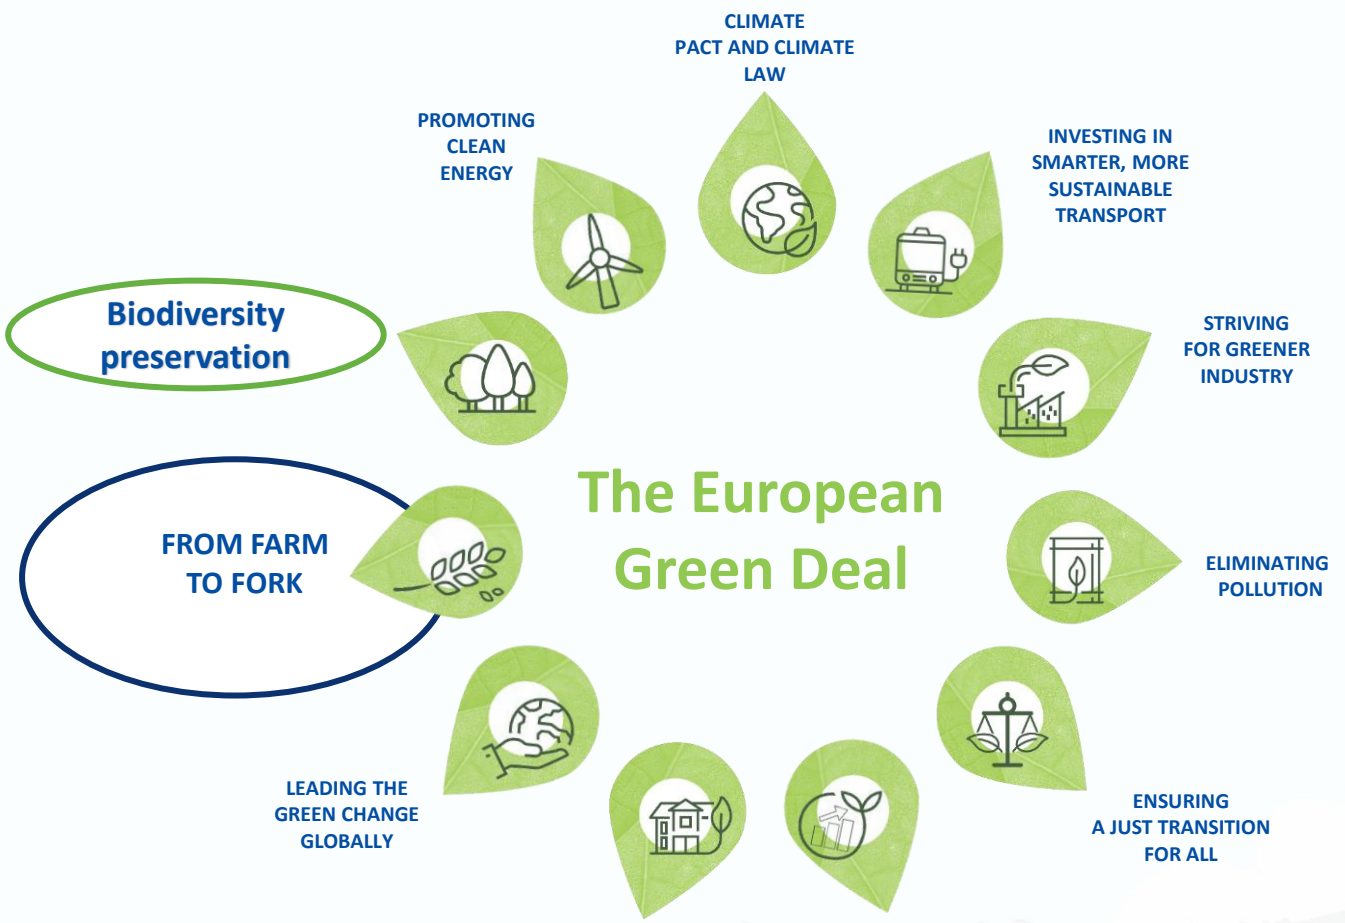 CLIMATE
PACT AND CLIMATE
LAW
PROMOTING
CLEAN
ENERGY
INVESTING IN
SMARTER, MORE
SUSTAINABLE
TRANSPORT
Biodiversity
preservation
STRIVING
FOR GREENER
INDUSTRY
The European
Green Deal
FROM FARM
TO FORK
ELIMINATING
POLLUTION
LEADING THE
GREEN CHANGE
GLOBALLY
ENSURING
A JUST TRANSITION
FOR ALL